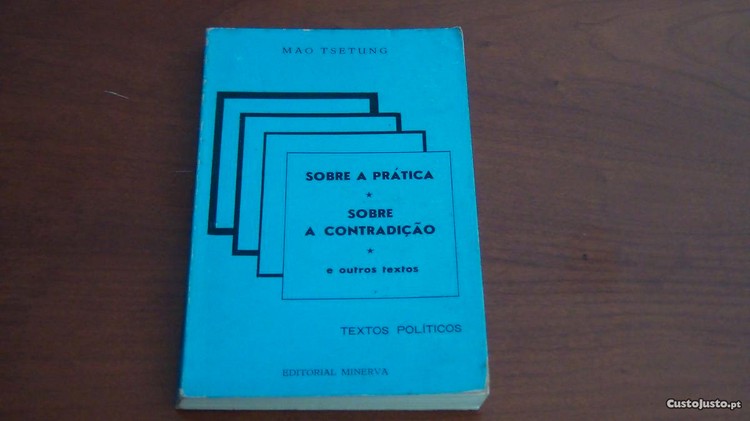 MAO TSETUNG
SOBRE A PRÁTICA
★
SOBRE
A CONTRADIÇÃO
★
e outros textos
TEXTOS POLÍTICOS
EDITORIAL MINERVA
CustoJusto.pt